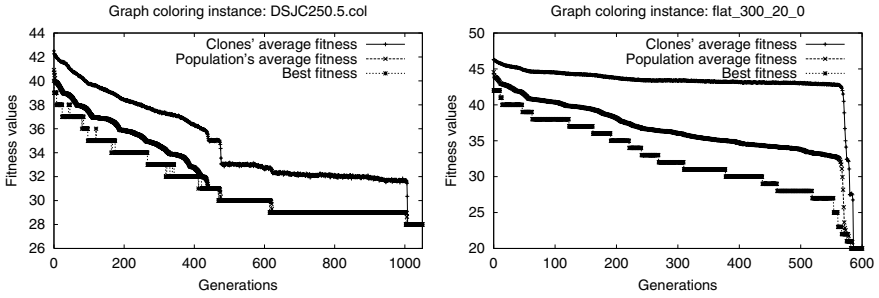 Graph coloring instance: DSJC250.5.col
44
42
40
38
36
34
32
30
28
26
Fitness values
Clones' average fitness
Population's average fitness
Best fitness
0
200
400
600
800
1000
Generations
Graph coloring instance: flat_300_20_0
50
45
40
35
30
25
20
Fitness values
Clones' average fitness
Population average fitness
Best fitness
0
100
200
300
400
500
600
Generations